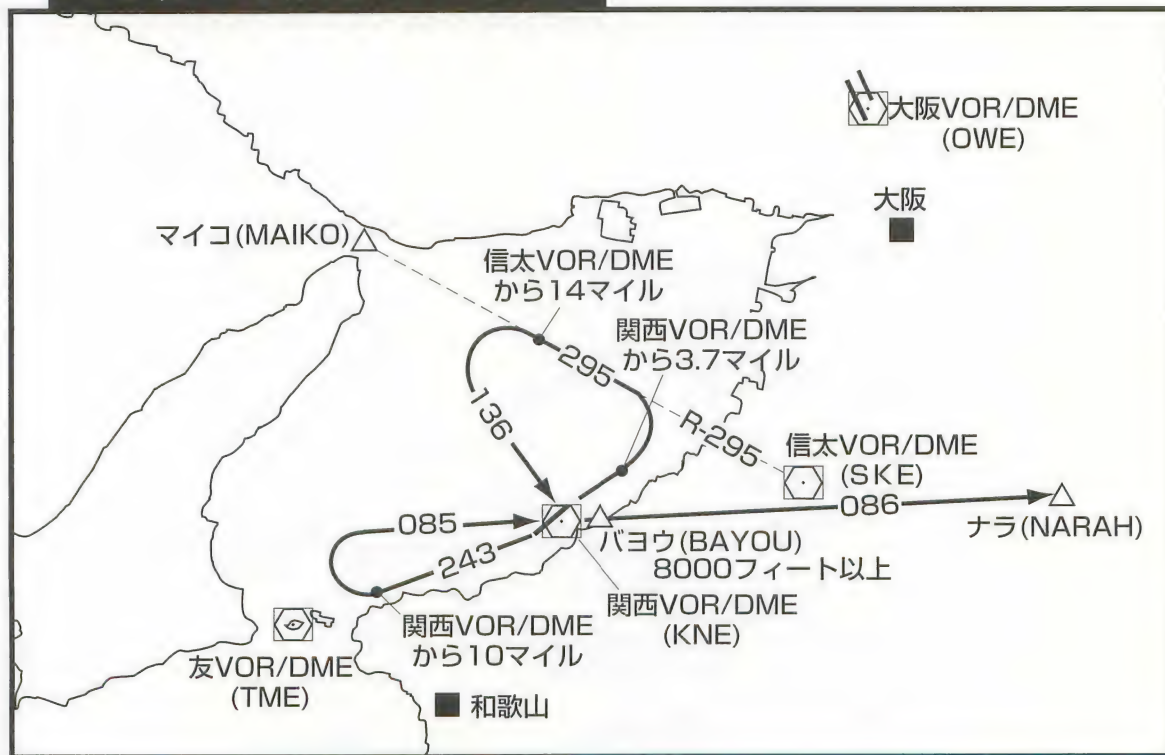 大阪VOR/DME
(OWE)
大阪
マイコ(MAIKO)
信太VOR/DME
から14マイル
関西VOR/DME
から3.7マイル
295
R-295
136
信太VOR/DME
(SKE)
086
ナラ(NARAH)
085
バヨウ(BAYOU)
8000フィート以上
243
関西VOR/DME
(KNE)
関西VOR/DME
から10マイル
友VOR/DME
(TME)
和歌山